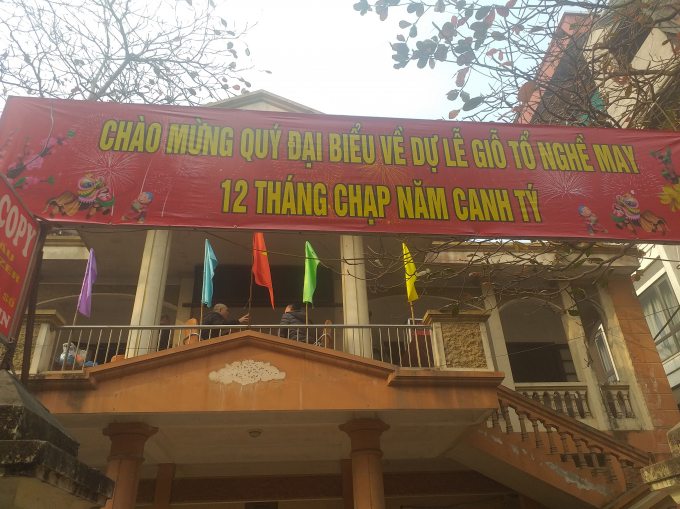 CHÀO MỪNG QUÝ ĐẠI BIỂU VỀ DỰ LỄ GIỖ TỔ NGHỀ MAY
12 THÁNG CHẠP NĂM CANH TÝ
COPY